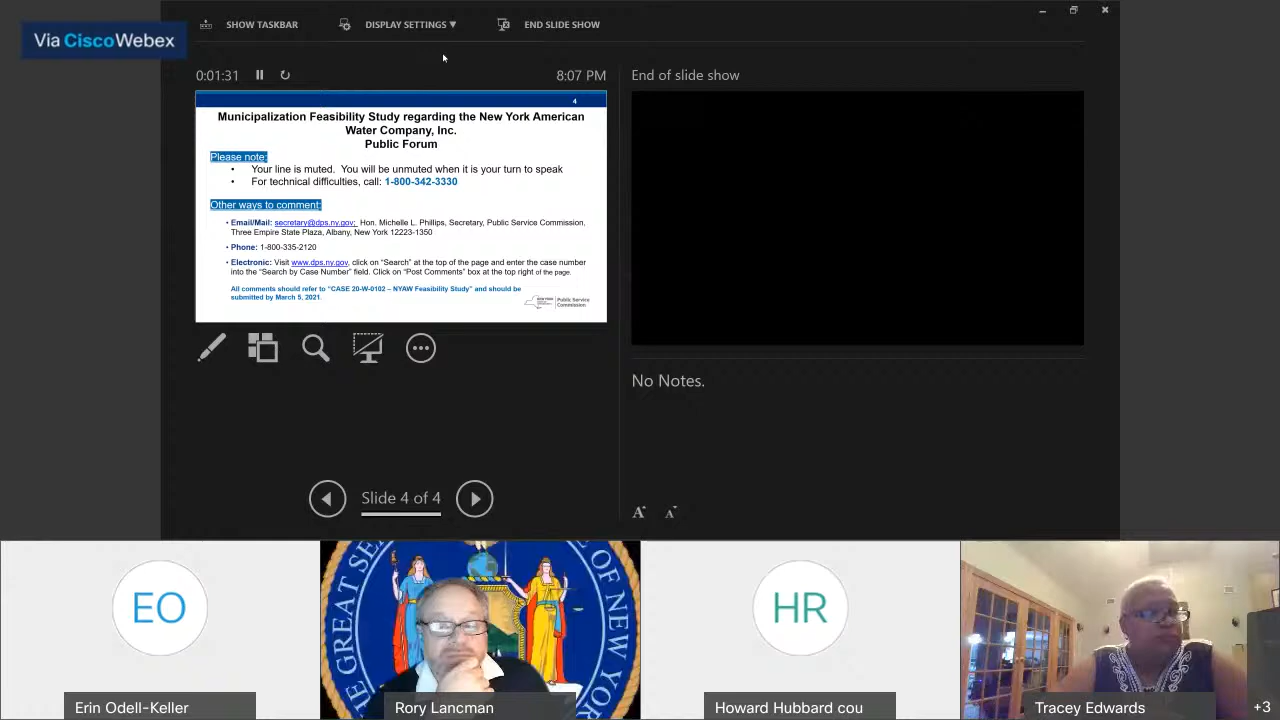 SHOW TASKBAR
DISPLAY SETTINGS ▼
END SLIDE SHOW
Via CiscoWebex
0:01:31
8:07 PM
End of slide show
4
Municipalization Feasibility Study regarding the New York American
Water Company, Inc.
Public Forum
Please note:
• Your line is muted. You will be unmuted when it is your turn to speak
• For technical difficulties, call: 1-800-342-3330
Other ways to comment:
• Email/Mail: secretary@dps.ny.gov; Hon. Michelle L. Phillips, Secretary, Public Service Commission,
Three Empire State Plaza, Albany, New York 12223-1350
• Phone: 1-800-335-2120
• Electronic: Visit www.dps.ny.gov, click on "Search" at the top of the page and enter the case number
into the "Search by Case Number" field. Click on "Post Comments" box at the top right of the page.
All comments should refer to "CASE 20-W-0102 – NYAW Feasibility Study" and should be
submitted by March 5, 2021.
Public Service
Commission
No Notes.
Slide 4 of 4
A A
EO
HR
GREAT SE
OF NEW YOR
Erin Odell-Keller
Rory Lancman
Howard Hubbard cou
Tracey Edwards
+3